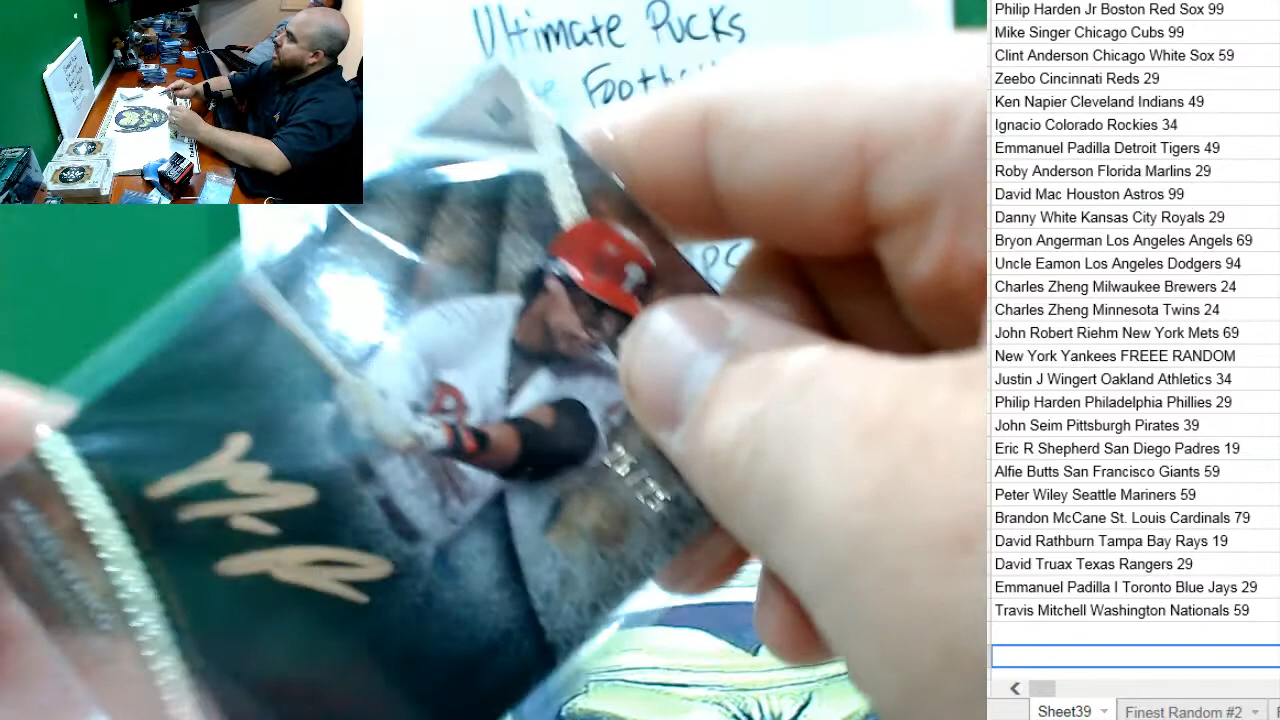 Ultimate Pucks
Footba
Philip Harden Jr Boston Red Sox 99
Mike Singer Chicago Cubs 99
Clint Anderson Chicago White Sox 59
Zeebo Cincinnati Reds 29
Ken Napier Cleveland Indians 49
Ignacio Colorado Rockies 34
Emmanuel Padilla Detroit Tigers 49
Roby Anderson Florida Marlins 29
David Mac Houston Astros 99
Danny White Kansas City Royals 29
Bryon Angerman Los Angeles Angels 69
Uncle Eamon Los Angeles Dodgers 94
Charles Zheng Milwaukee Brewers 24
Charles Zheng Minnesota Twins 24
John Robert Riehm New York Mets 69
New York Yankees FREEE RANDOM
Justin J Wingert Oakland Athletics 34
Philip Harden Philadelphia Phillies 29
John Seim Pittsburgh Pirates 39
Eric R Shepherd San Diego Padres 19
Alfie Butts San Francisco Giants 59
Peter Wiley Seattle Mariners 59
Brandon McCane St. Louis Cardinals 79
David Rathburn Tampa Bay Rays 19
David Truax Texas Rangers 29
Emmanuel Padilla I Toronto Blue Jays 29
Travis Mitchell Washington Nationals 59
Sheet39
Finest Random #2